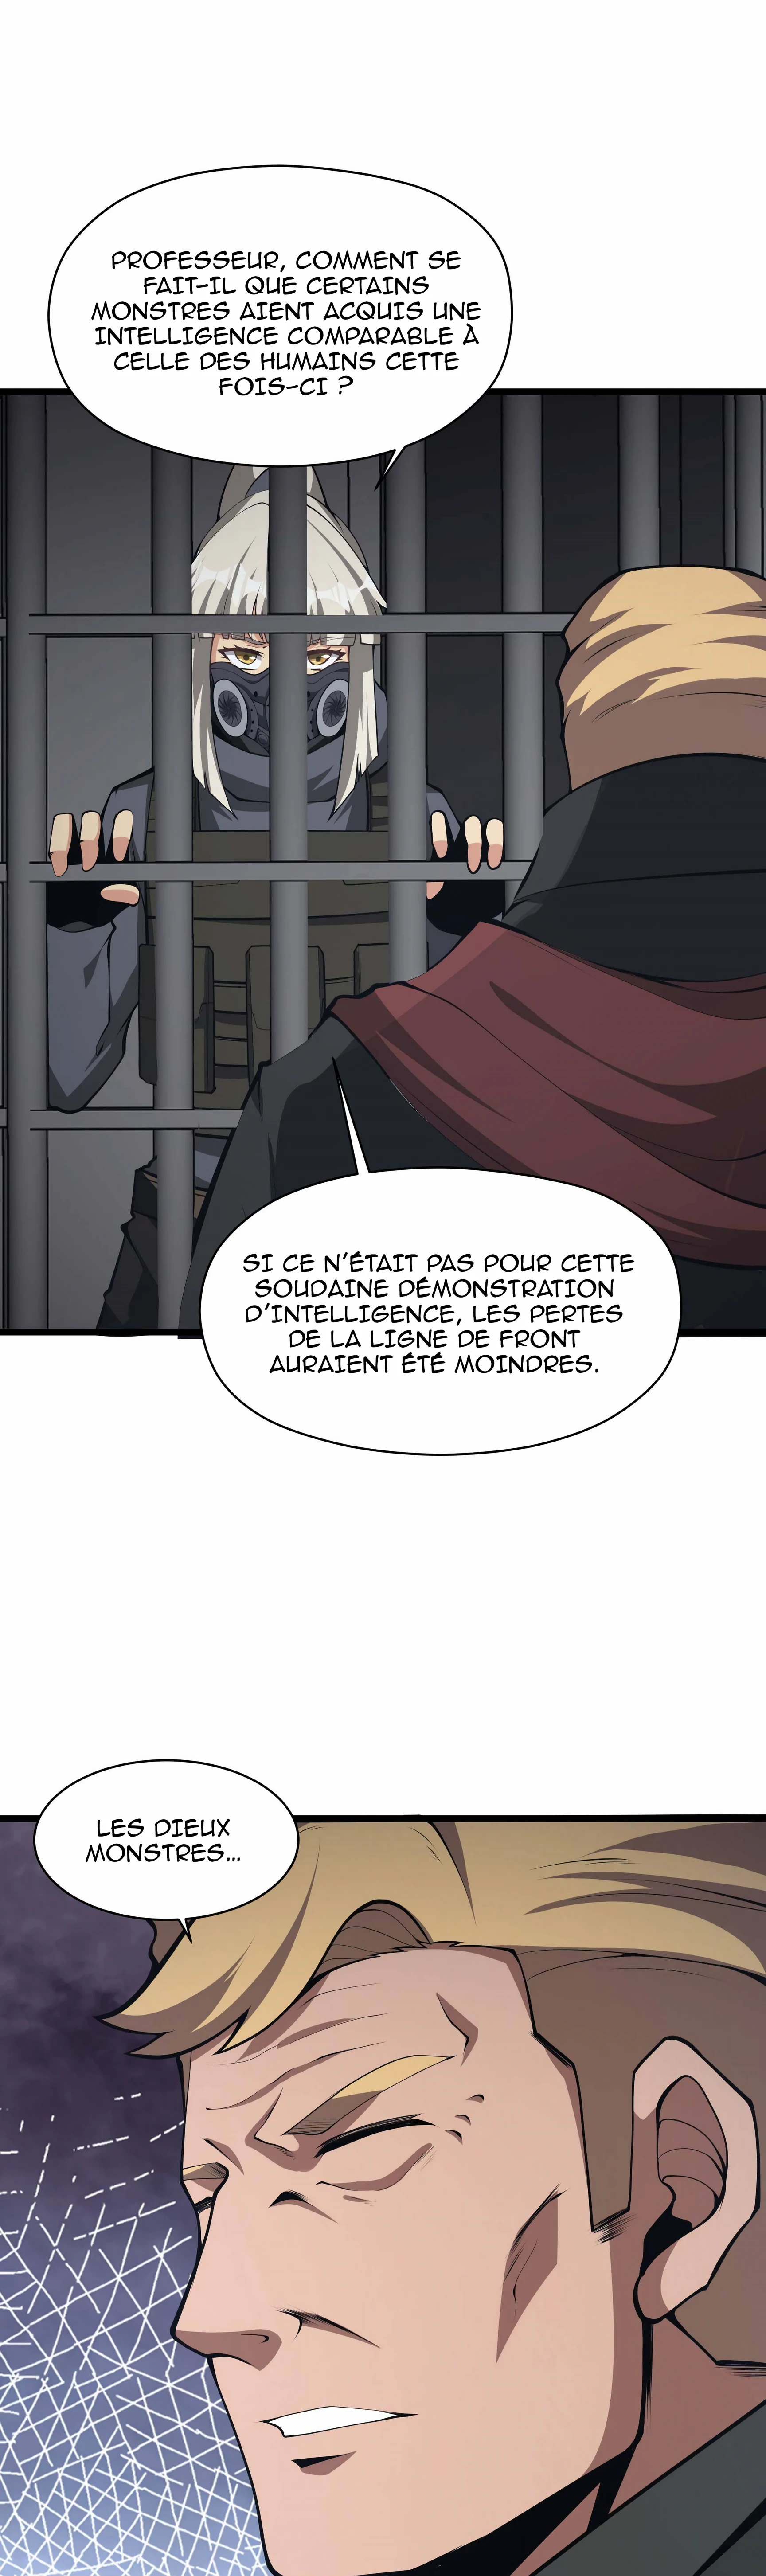 PROFESSEUR, COMMENT SE
FAIT-IL QUE CERTAINS
MONSTRES AIENT ACQUIS UNE
INTELLIGENCE COMPARABLE À
CELLE DES HUMAINS CETTE
FOIS-CI ?
SI CE N'ÉTAIT PAS POUR CETTE
SOUDAINE DÉMONSTRATION
D'INTELLIGENCE, LES PERTES
DE LA LIGNE DE FRONT
AURAIENT ÉTÉ MOINDRES.
LES DIEUX
MONSTRES...